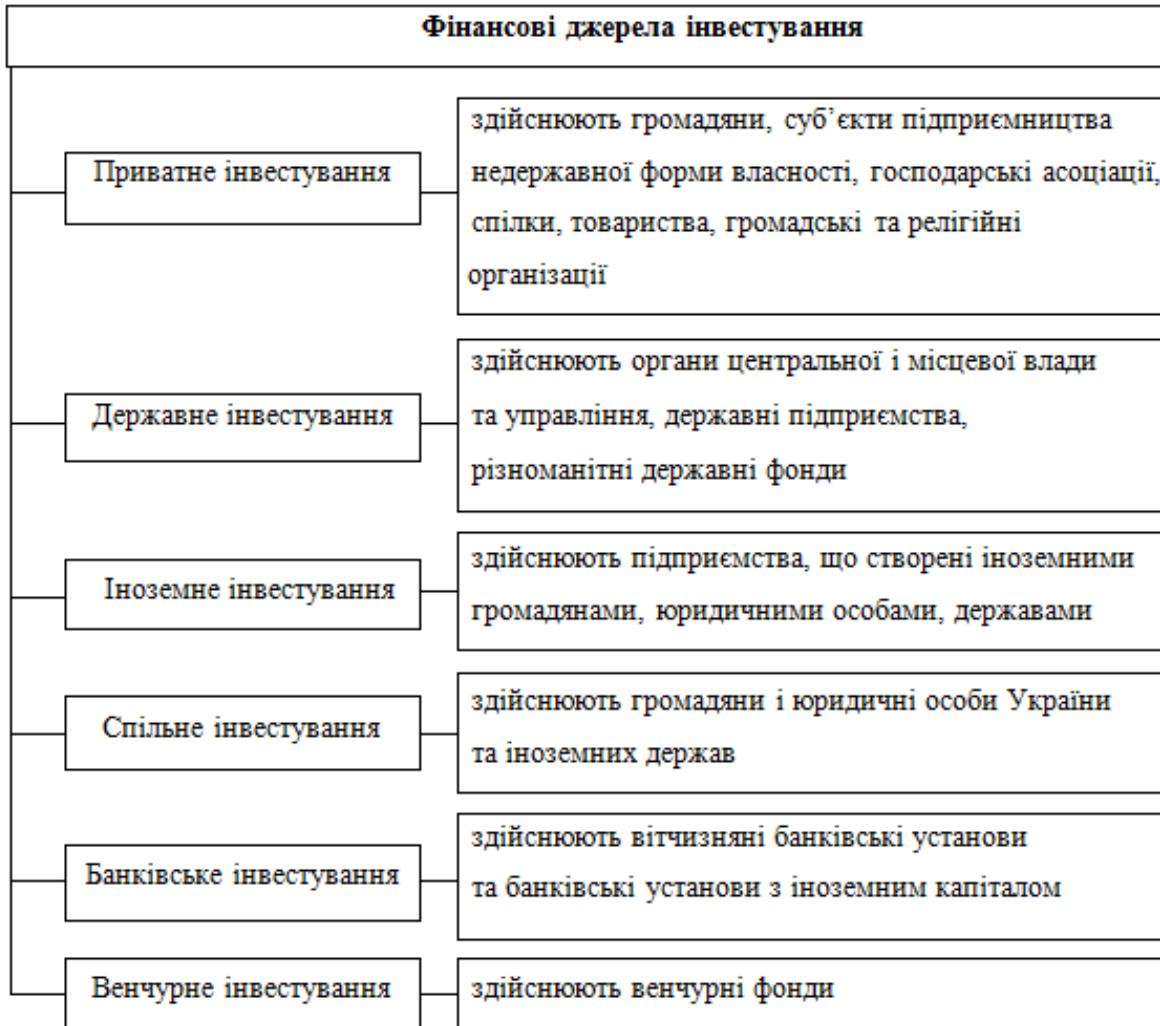 Фінансові джерела інвестування
Приватне інвестування
здійснюють громадяни, суб’єкти підприємництва
недержавної форми власності, господарські асоціації,
спілки, товариства, громадські та релігійні
організації
Державне інвестування
здійснюють органи центральної і місцевої влади
та управління, державні підприємства,
різноманітні державні фонди
Іноземне інвестування
здійснюють підприємства, що створені іноземними
громадянами, юридичними особами, державами
Спільне інвестування
здійснюють громадяни і юридичні особи України
та іноземних держав
Банківське інвестування
здійснюють вітчизняні банківські установи
та банківські установи з іноземним капіталом
Венчурне інвестування
здійснюють венчурні фонди